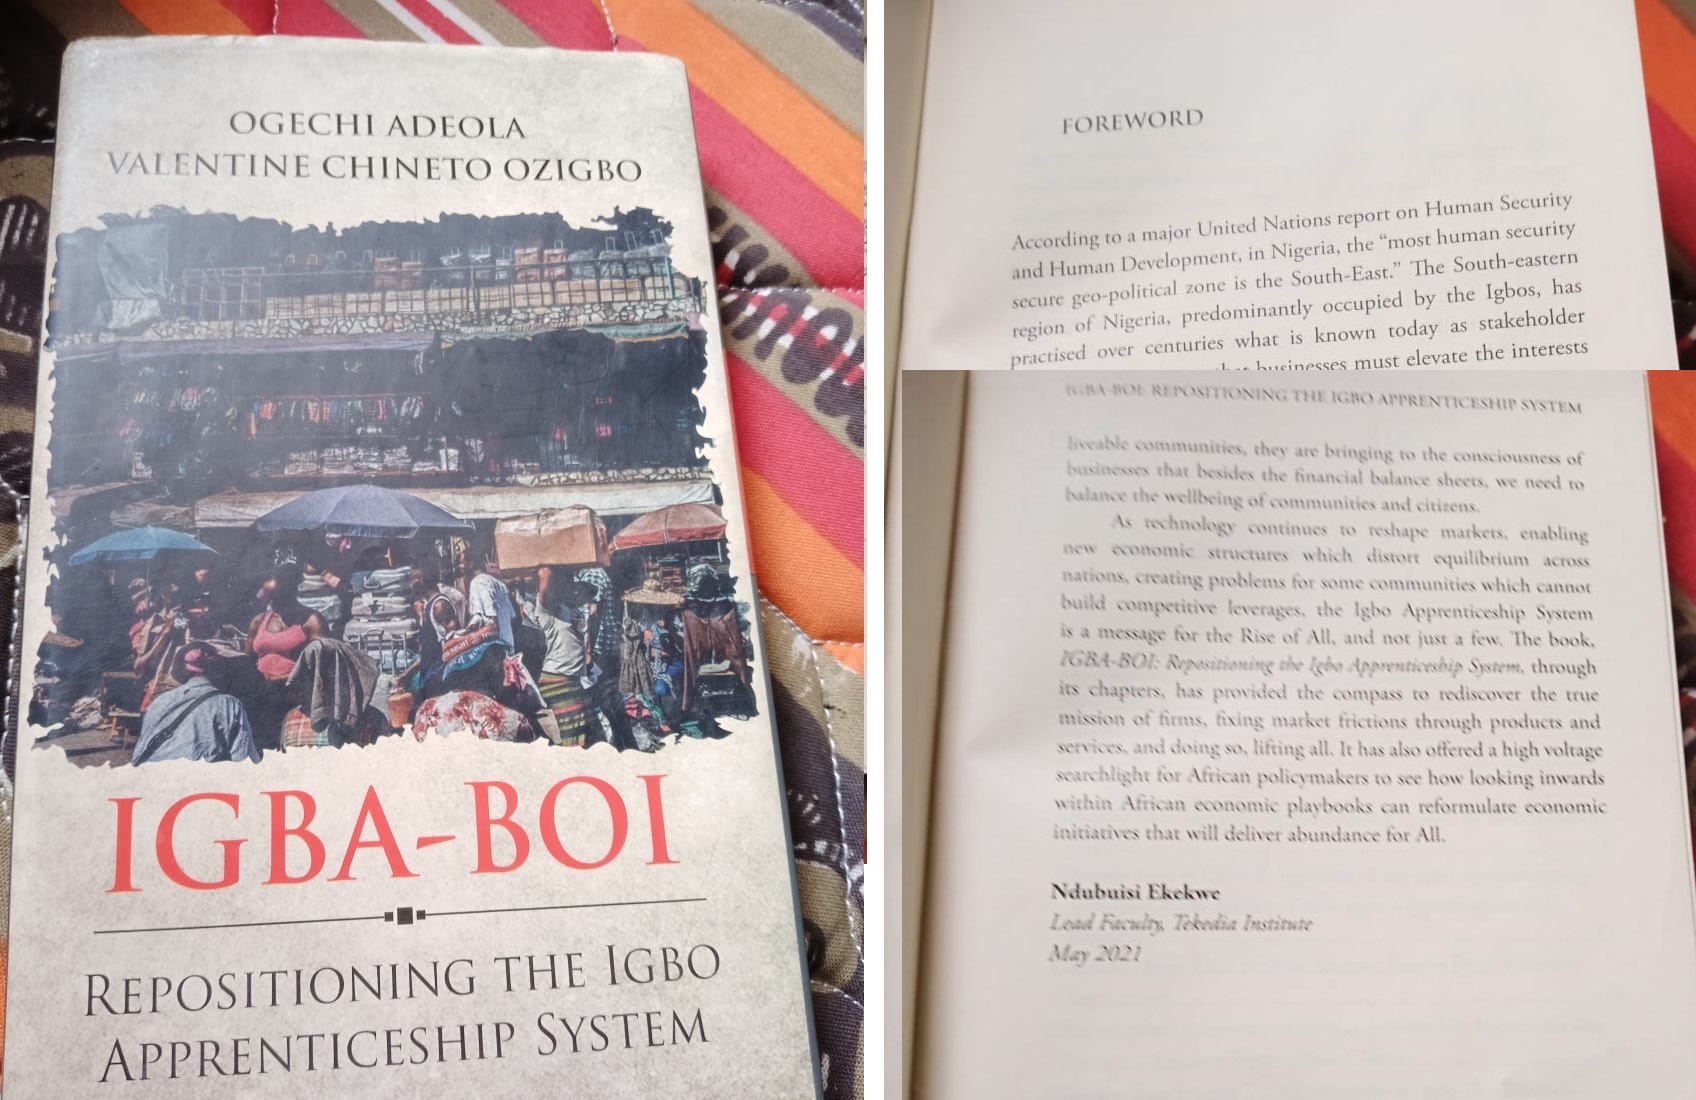 OGECHI ADEOLA
VALENTINE CHINETO OZIGBO
IGBA-BOI
REPOSITIONING THE IGBO
APPRENTICESHIP SYSTEM
FOREWORD
According to a major United Nations report on Human Security
and Human Development, in Nigeria, the “most human security
secure geo-political zone is the South-East.” The South-eastern
region of Nigeria, predominantly occupied by the Igbos, has
practised over centuries what is known today as stakeholder
businesses must elevate the interests
IGBA-BOI: REPOSITIONING THE IGBO APPRENTICESHIP SYSTEM
liveable communities, they are bringing to the consciousness of
businesses that besides the financial balance sheets, we need to
balance the wellbeing of communities and citizens.
As technology continues to reshape markets, enabling
new economic structures which distort equilibrium across
nations, creating problems for some communities which cannot
build competitive leverages, the Igbo Apprenticeship System
is a message for the Rise of All, and not just a few. The book,
IGBA-BOI: Repositioning the Igbo Apprenticeship System, through
its chapters, has provided the compass to rediscover the true
mission of firms, fixing market frictions through products and
services, and doing so, lifting all. It has also offered a high voltage
searchlight for African policymakers to see how looking inwards
within African economic playbooks can reformulate economic
initiatives that will deliver abundance for All.
Ndubuisi Ekekwe
Lead Faculty, Tekedia Institute
May 2021